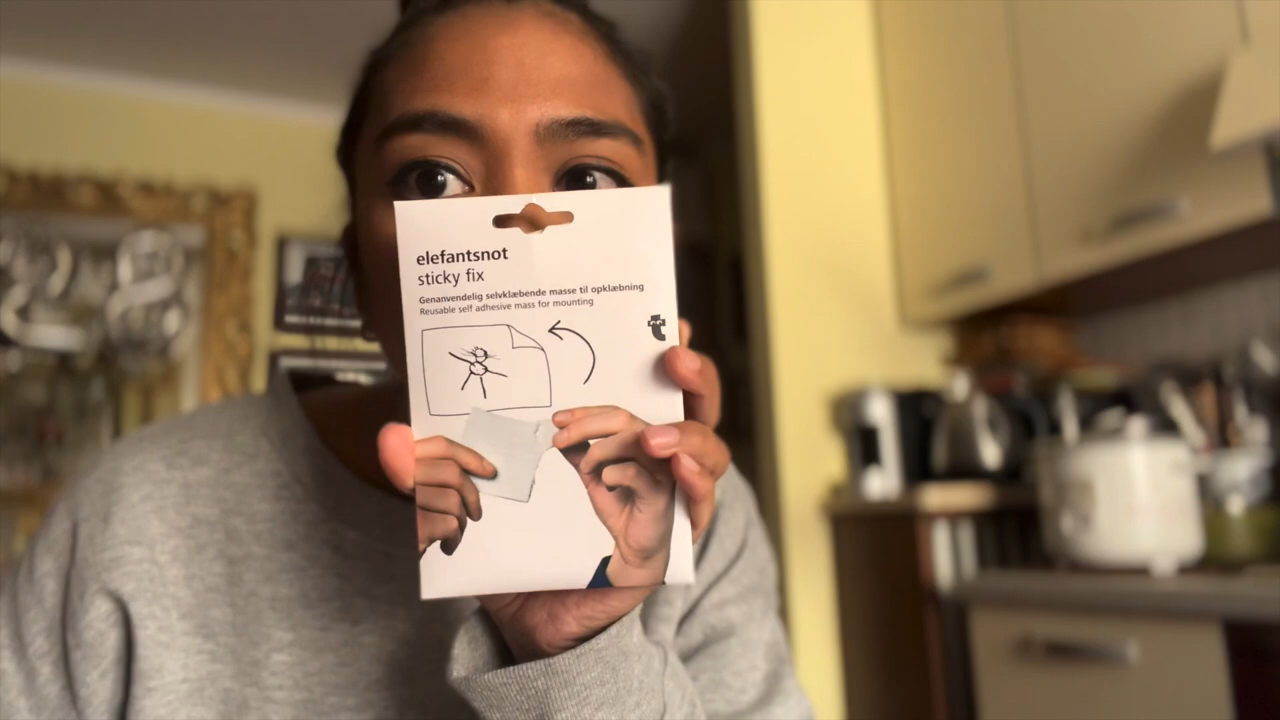 elefantsnot
sticky fix
Genanvendelig selvklæbende masse til opklæbning
Reusable self adhesive mass for mounting